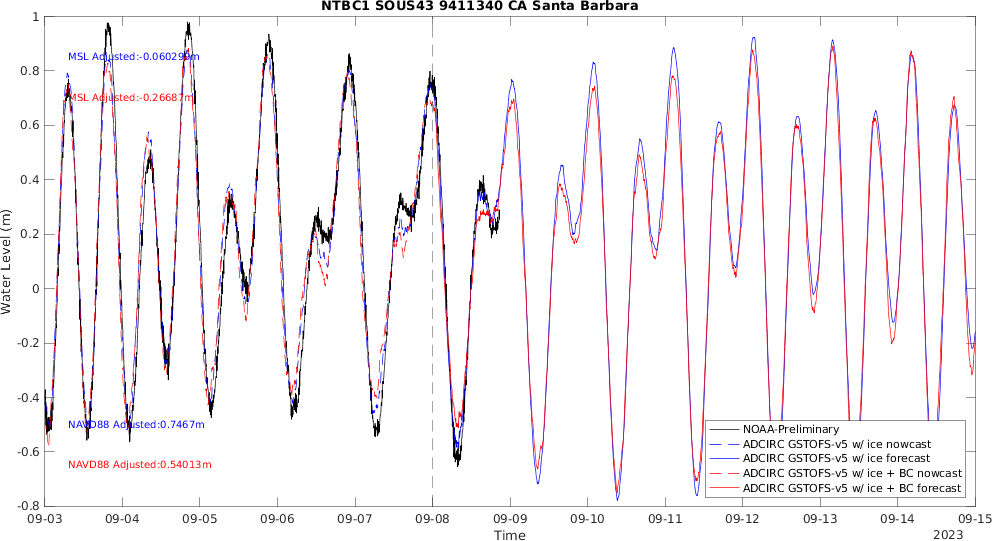 NTBC1 SOUS43 9411340 CA Santa Barbara
1
0.8
0.6
0.4
0.2
0
-0.2
-0.4
-0.6
-0.8
Water Level (m)
MSL Adjusted:-0.060299m
MSL Adjusted:-0.26687m
NAVD88 Adjusted:0.7467m
NAVD88 Adjusted:0.54013m
NOAA-Preliminary
ADCIRC GSTOFS-v5 w/ ice nowcast
ADCIRC GSTOFS-v5 w/ ice forecast
ADCIRC GSTOFS-v5 w/ ice + BC nowcast
ADCIRC GSTOFS-v5 w/ ice + BC forecast
09-03 09-04 09-05 09-06 09-07 09-08 09-09 09-10 09-11 09-12 09-13 09-14 09-15
Time
2023